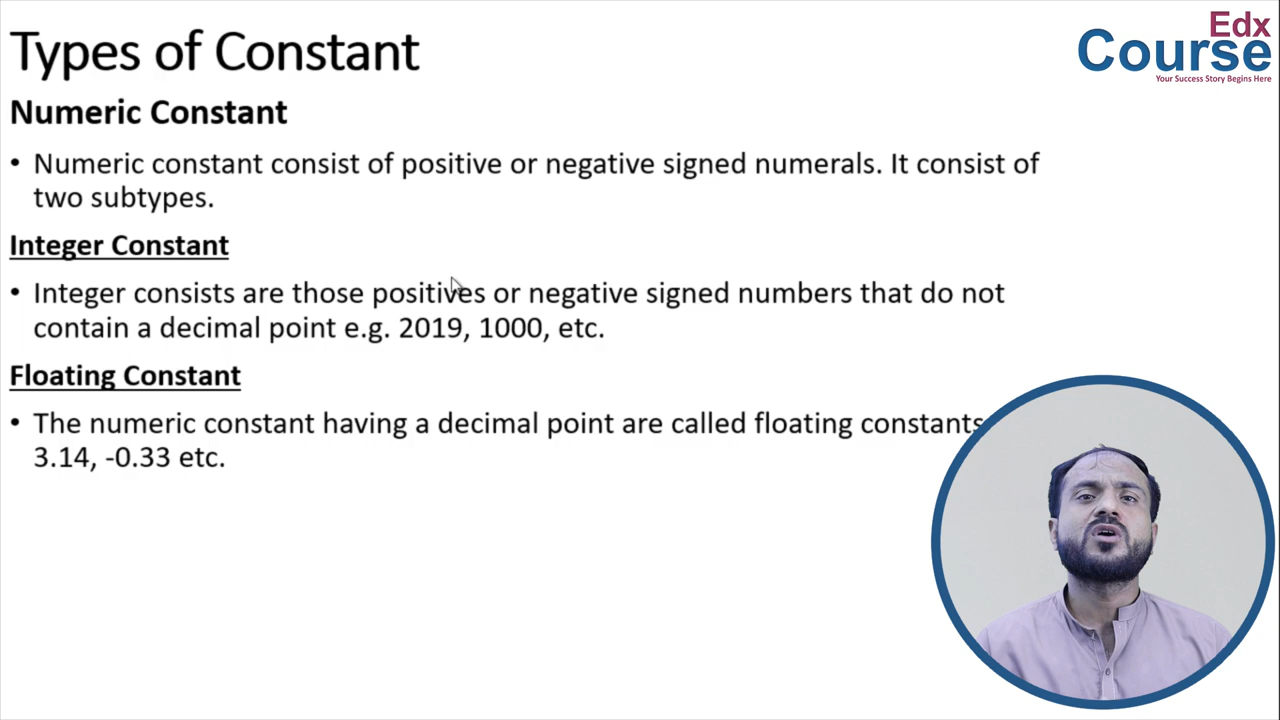 Types of Constant
Edx
Course
Your Success Story Begins Here
Numeric Constant
• Numeric constant consist of positive or negative signed numerals. It consist of
two subtypes.
Integer Constant
• Integer consists are those positives or negative signed numbers that do not
contain a decimal point e.g. 2019, 1000, etc.
Floating Constant
• The numeric constant having a decimal point are called floating constants
3.14, -0.33 etc.